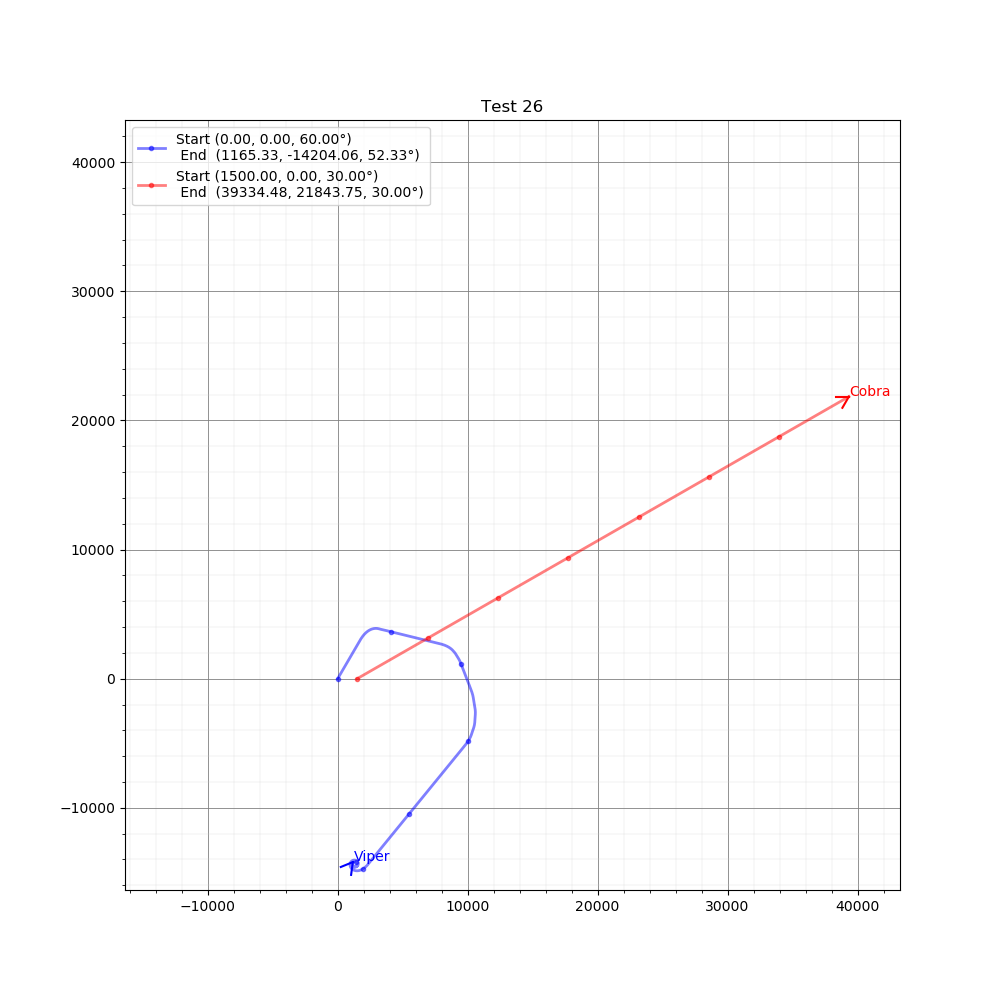 Test 26
Start (0.00, 0.00, 60.00°)
End (1165.33, -14204.06, 52.33°)
Start (1500.00, 0.00, 30.00°)
End (39334.48, 21843.75, 30.00°)
40000
30000
Cobra
20000
10000
0
−10000
Viper
−10000
0
10000
20000
30000
40000